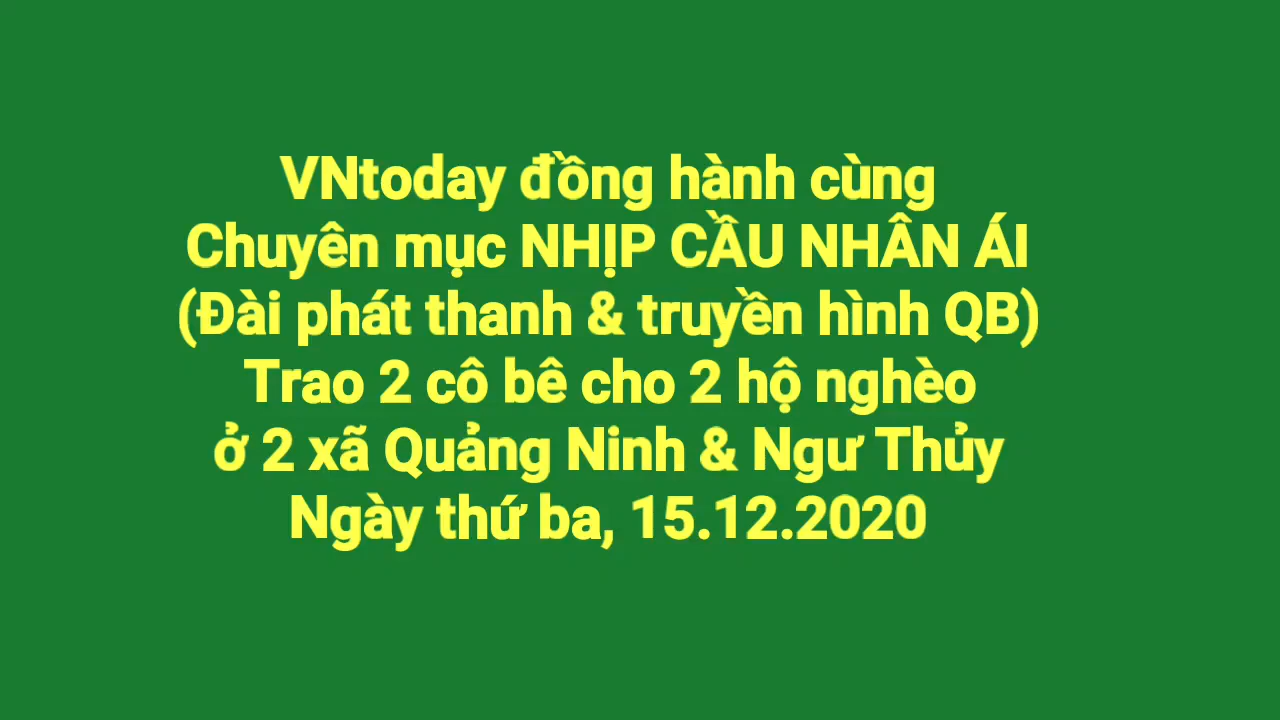 VNtoday đồng hành cùng
Chuyên mục NHỊP CẦU NHÂN ÁI
(Đài phát thanh & truyền hình QB)
Trao 2 cô bê cho 2 hộ nghèo
ở 2 xã Quảng Ninh & Ngư Thủy
Ngày thứ ba, 15.12.2020